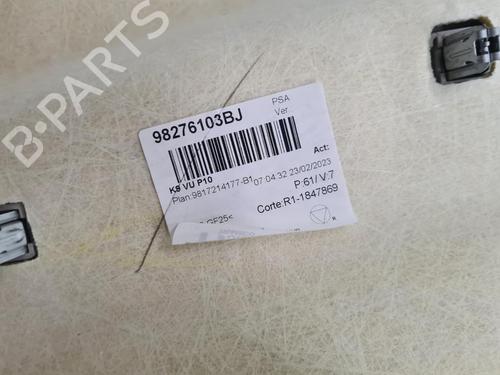 B-PARTS
98276103BJ
PSA
Ver
K9 VU P10
Act:
Plan:9817214177-B1
07:04:32 23/02/2023
P:61/V:7
GF25<
Corte:R1-1847869
R